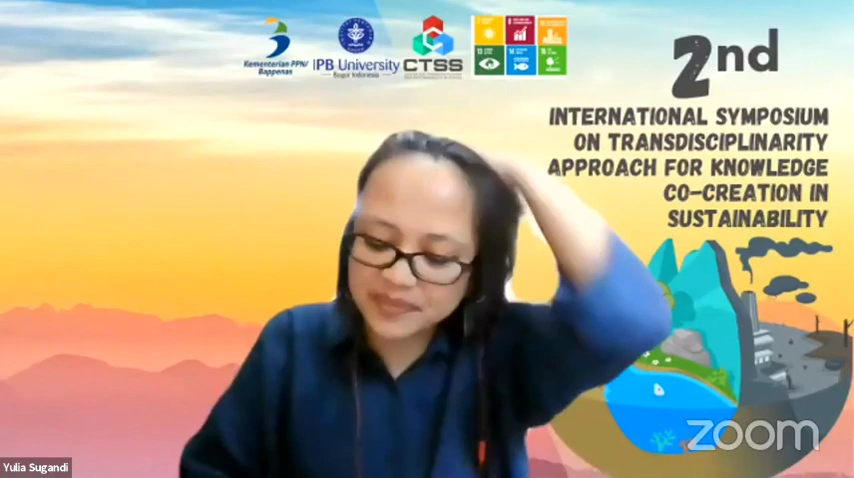 Kementerian PPN/
Bappenas
IPB University
Bogor Indonesia
CTSS
2nd
INTERNATIONAL SYMPOSIUM
ON TRANSDISCIPLINARITY
APPROACH FOR KNOWLEDGE
CO-CREATION IN
SUSTAINABILITY
zoom
Yulia Sugandi